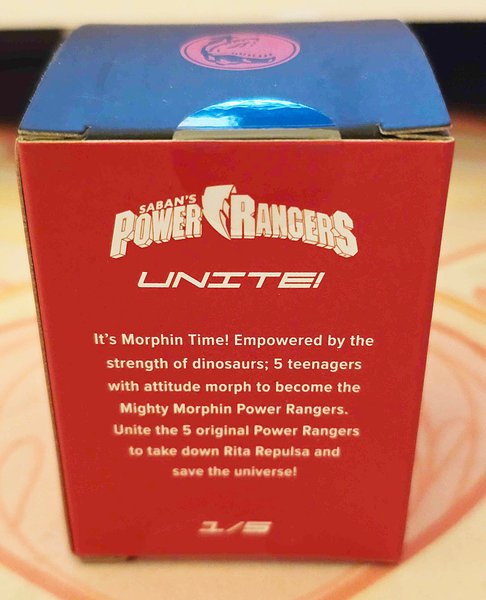 SABAN'S
POWER RANGERS
UNITE!
It's Morphin Time! Empowered by the
strength of dinosaurs; 5 teenagers
with attitude morph to become the
Mighty Morphin Power Rangers.
Unite the 5 original Power Rangers
to take down Rita Repulsa and
save the universe!
1/5